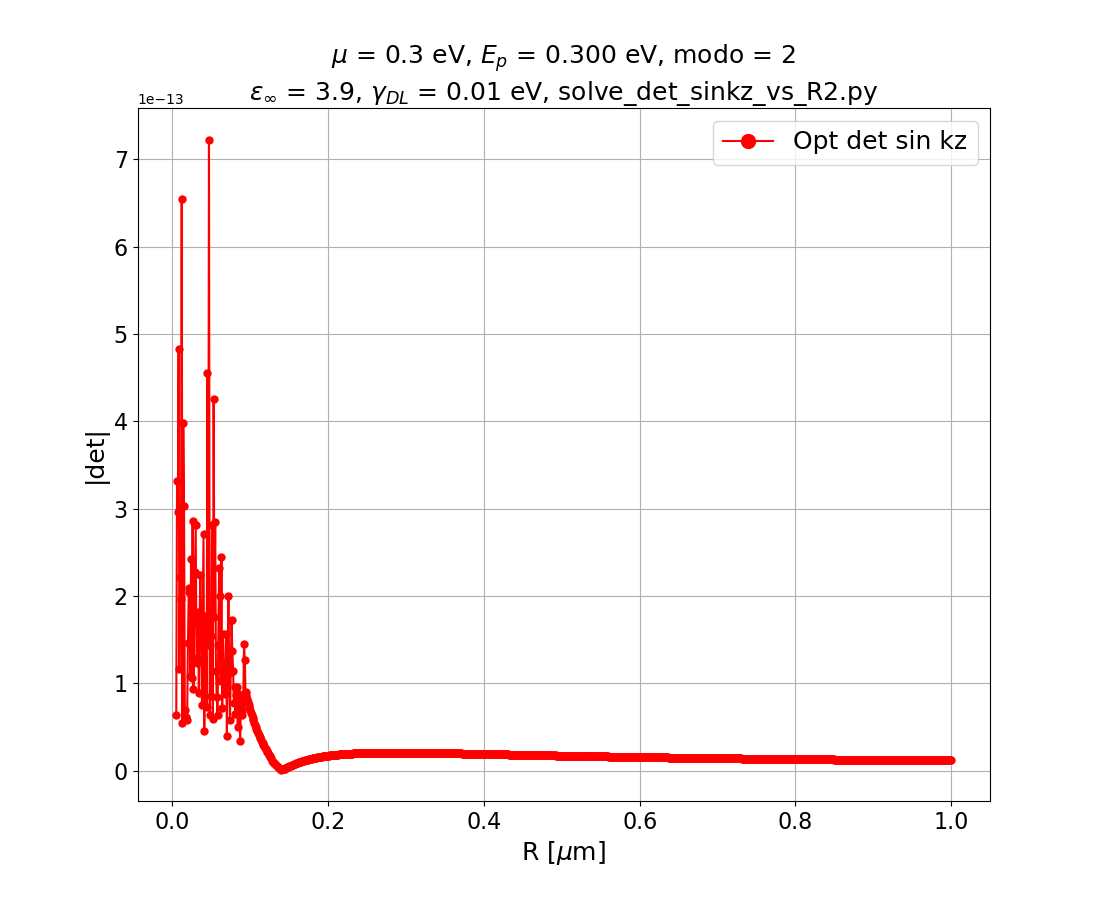 μ = 0.3 eV, E_p = 0.300 eV, modo = 2
ε_∞ = 3.9, γ_DL = 0.01 eV, solve_det_sinkz_vs_R2.py
1e−13
Opt det sin kz
7
6
5
4
3
2
1
0
|det|
0.0 0.2 0.4 0.6 0.8 1.0
R [μm]